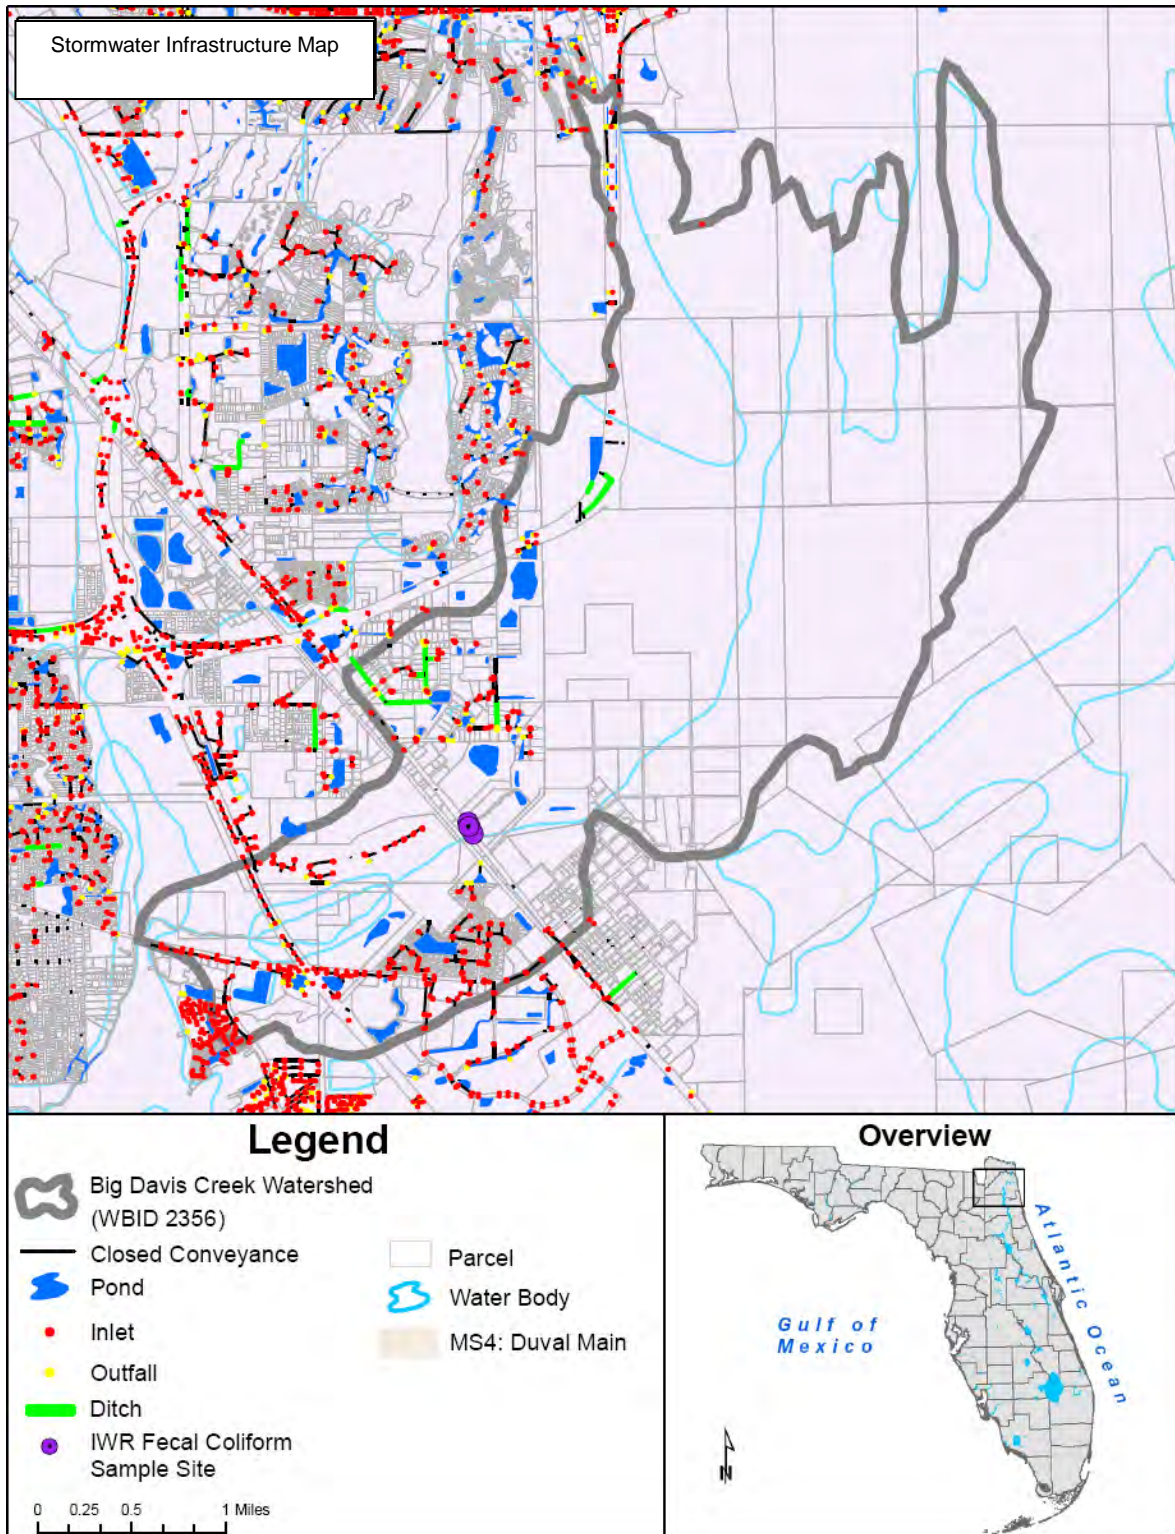 Stormwater Infrastructure Map
Legend
Big Davis Creek Watershed
(WBID 2356)
Closed Conveyance
Pond
Inlet
Outfall
Ditch
IWR Fecal Coliform
Sample Site
Parcel
Water Body
MS4: Duval Main
0 0.25 0.5 1 Miles
Overview
Atlantic Ocean
Gulf of
Mexico
N